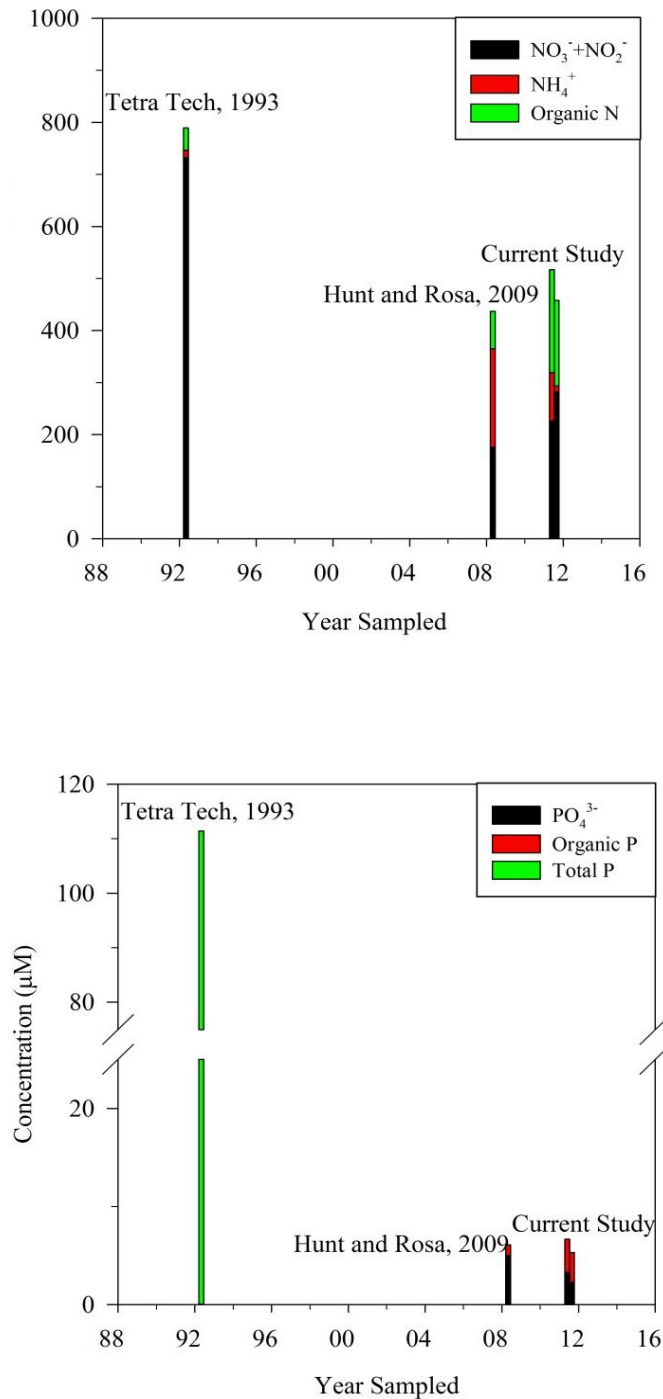 1000
800
600
400
200
0
NO₃⁻+NO₂⁻
NH₄⁺
Organic N
Tetra Tech, 1993
Current Study
Hunt and Rosa, 2009
88 92 96 00 04 08 12 16
Year Sampled
120
110
80
20
0
Concentration (µM)
PO₄³⁻
Organic P
Total P
Tetra Tech, 1993
Current Study
Hunt and Rosa, 2009
88 92 96 00 04 08 12 16
Year Sampled